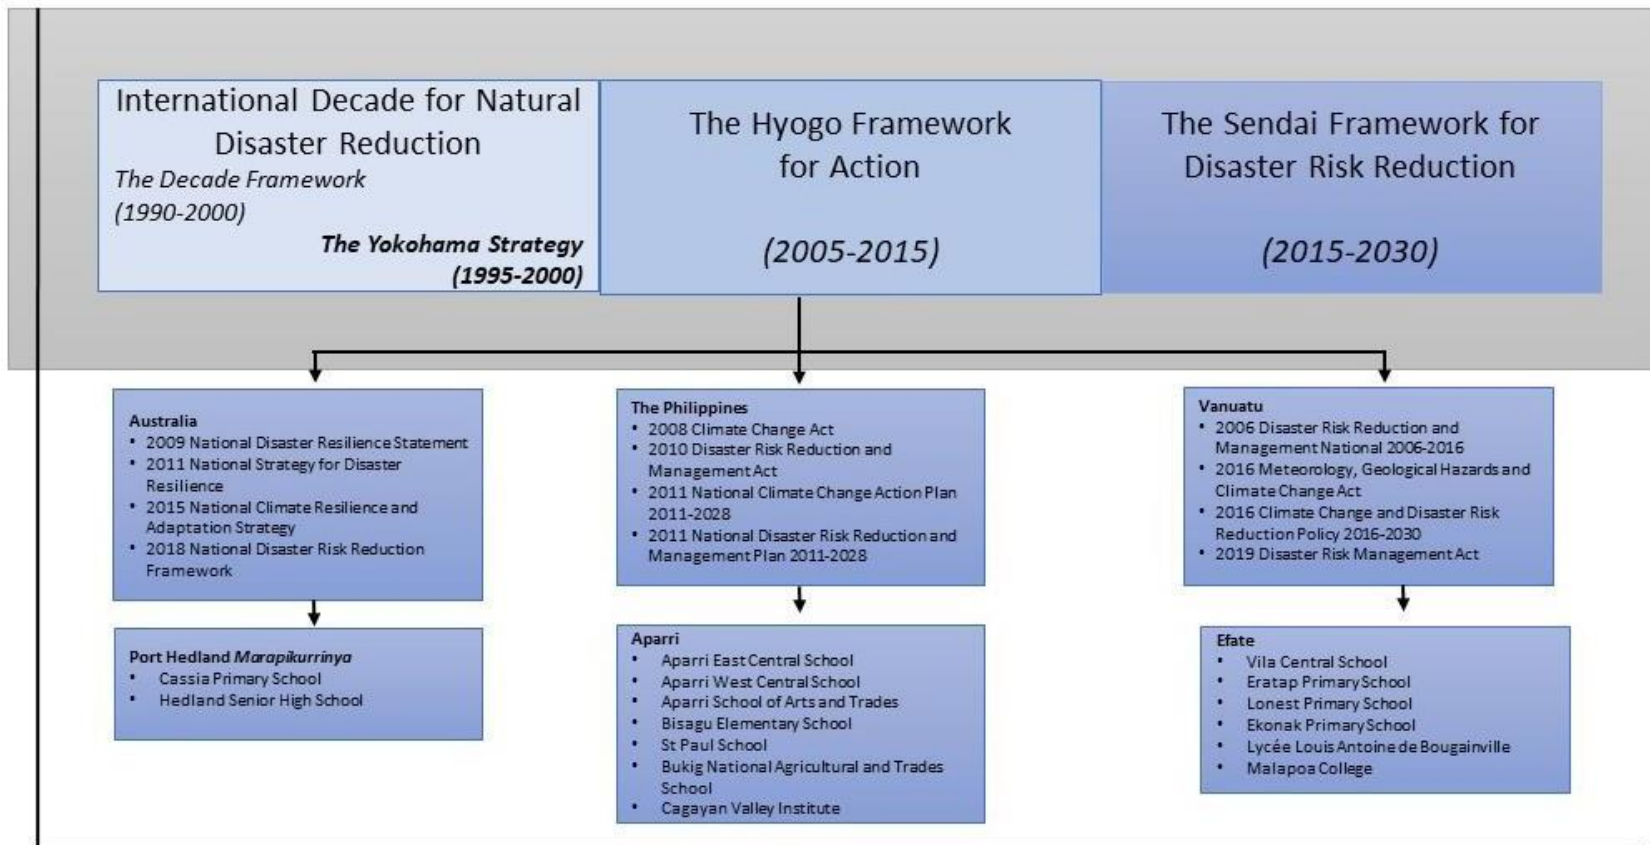 International Decade for Natural
Disaster Reduction
The Decade Framework
(1990-2000)
The Yokohama Strategy
(1995-2000)
The Hyogo Framework
for Action
(2005-2015)
The Sendai Framework for
Disaster Risk Reduction
(2015-2030)
Australia
• 2009 National Disaster Resilience Statement
• 2011 National Strategy for Disaster
Resilience
• 2015 National Climate Resilience and
Adaptation Strategy
• 2018 National Disaster Risk Reduction
Framework
The Philippines
• 2008 Climate Change Act
• 2010 Disaster Risk Reduction and
Management Act
• 2011 National Climate Change Action Plan
2011-2028
• 2011 National Disaster Risk Reduction and
Management Plan 2011-2028
Vanuatu
• 2006 Disaster Risk Reduction and
Management National 2006-2016
• 2016 Meteorology, Geological Hazards and
Climate Change Act
• 2016 Climate Change and Disaster Risk
Reduction Policy 2016-2030
• 2019 Disaster Risk Management Act
Port Hedland Marapikurrinya
• Cassia Primary School
• Hedland Senior High School
Aparri
• Aparri East Central School
• Aparri West Central School
• Aparri School of Arts and Trades
• Bisagu Elementary School
• St Paul School
• Bukig National Agricultural and Trades
School
• Cagayan Valley Institute
Efate
• Vila Central School
• Eratap Primary School
• Lonest Primary School
• Ekonak Primary School
• Lycée Louis Antoine de Bougainville
• Malapoa College